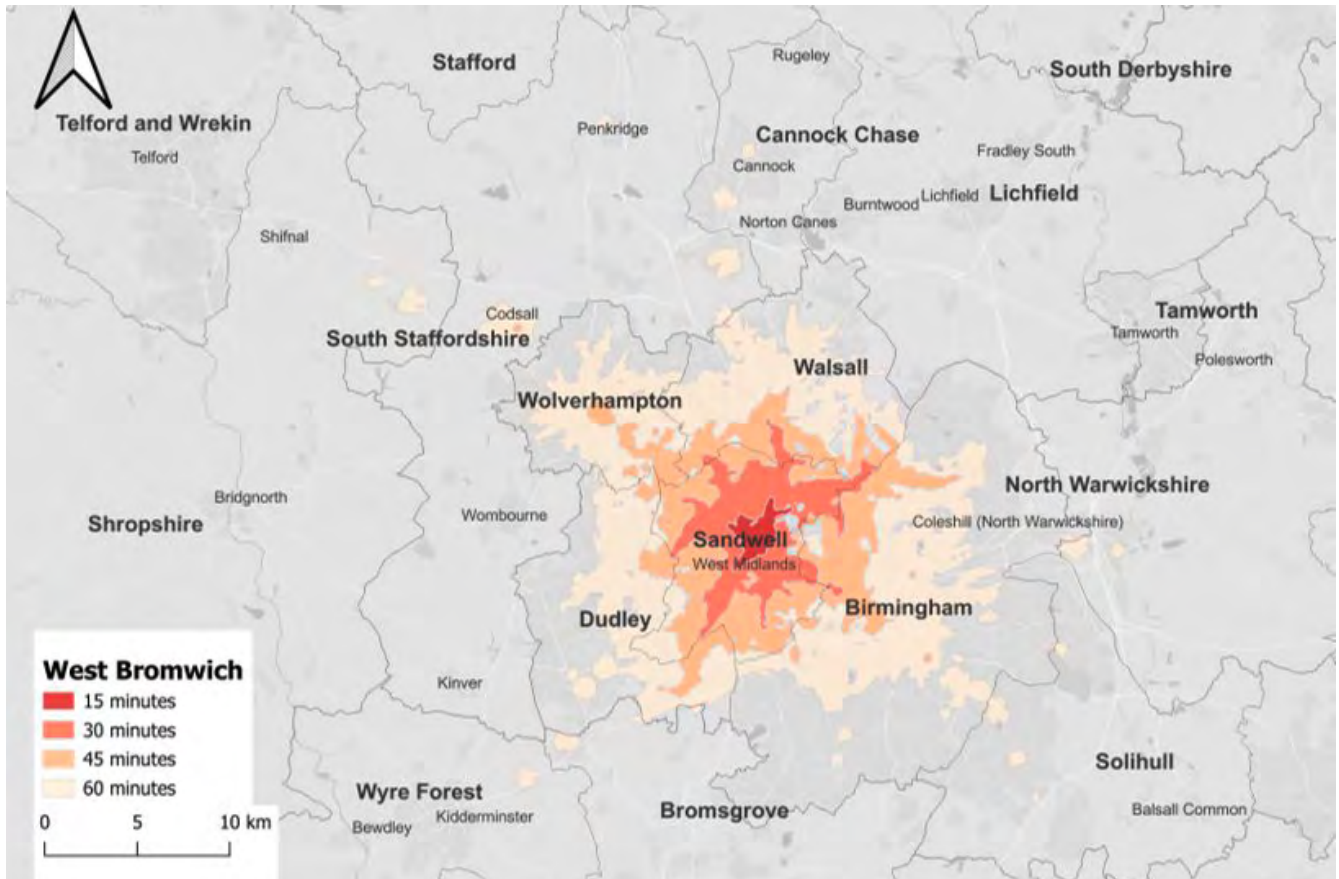 Stafford
Rugeley
South Derbyshire
Telford and Wrekin
Telford
Penkridge
Cannock Chase
Cannock
Fradley South
Burntwood
Lichfield
Lichfield
Norton Canes
Shifnal
Codsall
South Staffordshire
Tamworth
Tamworth
Polesworth
Walsall
Wolverhampton
North Warwickshire
Bridgnorth
Shropshire
Wombourne
Coleshill (North Warwickshire)
Sandwell
West Midlands
Birmingham
Dudley
West Bromwich
15 minutes
30 minutes
45 minutes
60 minutes
0 5 10 km
Kinver
Wyre Forest
Bewdley
Kidderminster
Bromsgrove
Solihull
Balsall Common